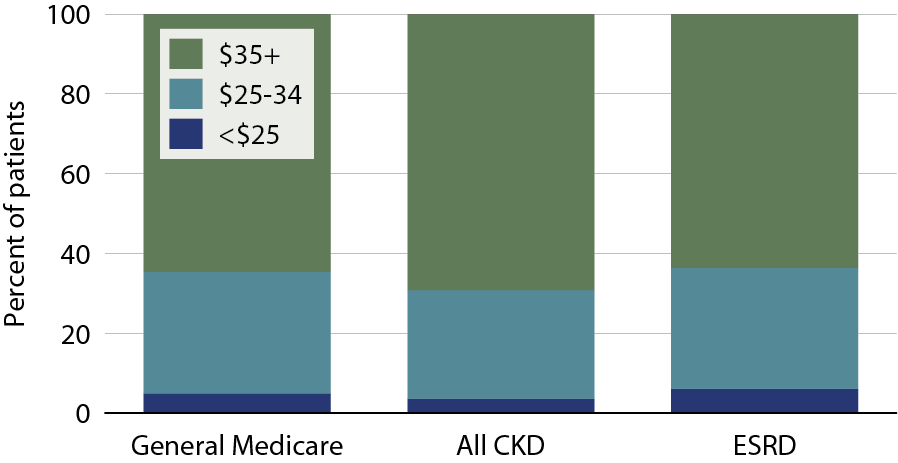 Percent of patients
100
80
60
40
20
0
$35+
$25-34
<$25
General Medicare
All CKD
ESRD